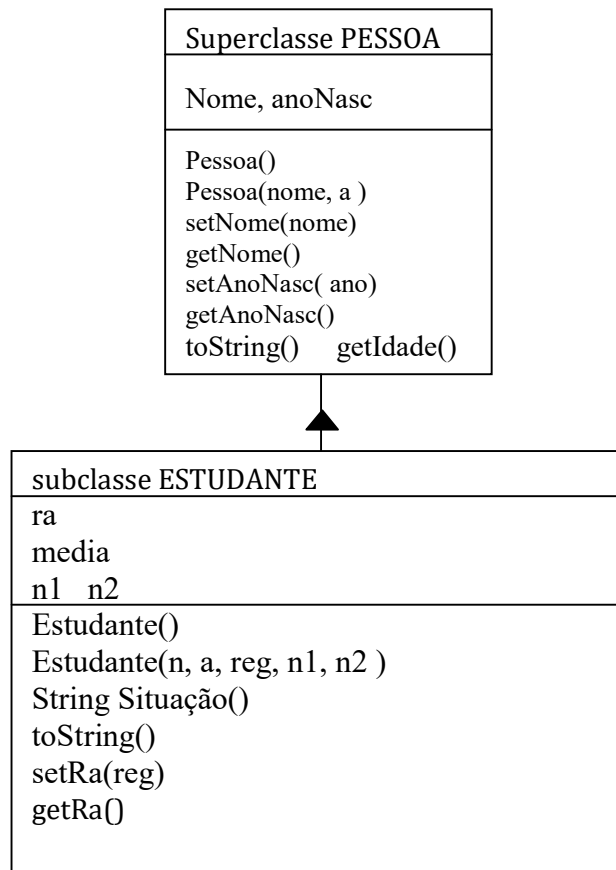 Superclasse PESSOA
Nome, anoNasc
Pessoa()
Pessoa(nome, a )
setNome(nome)
getNome()
setAnoNasc( ano)
getAnoNasc()
toString() getIdade()
subclasse ESTUDANTE
ra
media
n1 n2
Estudante()
Estudante(n, a, reg, n1, n2 )
String Situação()
toString()
setRa(reg)
getRa()